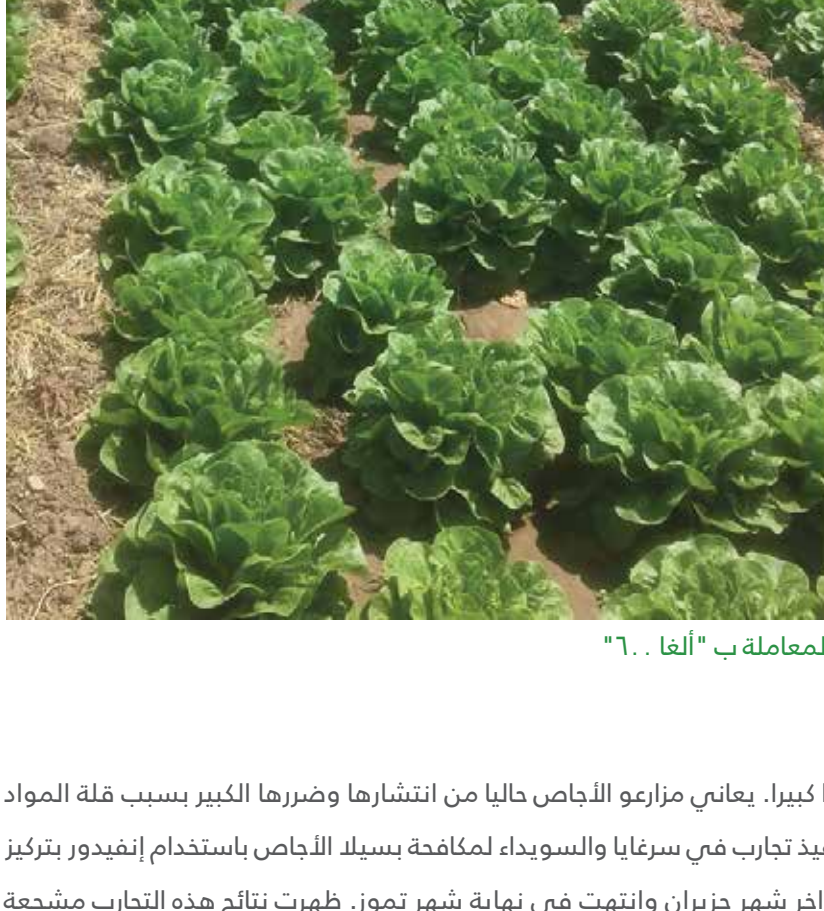 لمعاملة ب "ألغا ٦٠٠"
كبيرا. يعاني مزارعو الأجاص حاليا من انتشارها وضررها الكبير بسبب قلة المواد
تجارب في سرغايا والسويداء لمكافحة بسيلا الأجاص باستخدام إنفيدور بتركيز
شهر حزيران وانتهت في نهاية شهر تموز. ظهرت نتائج هذه التجارب مشجعة